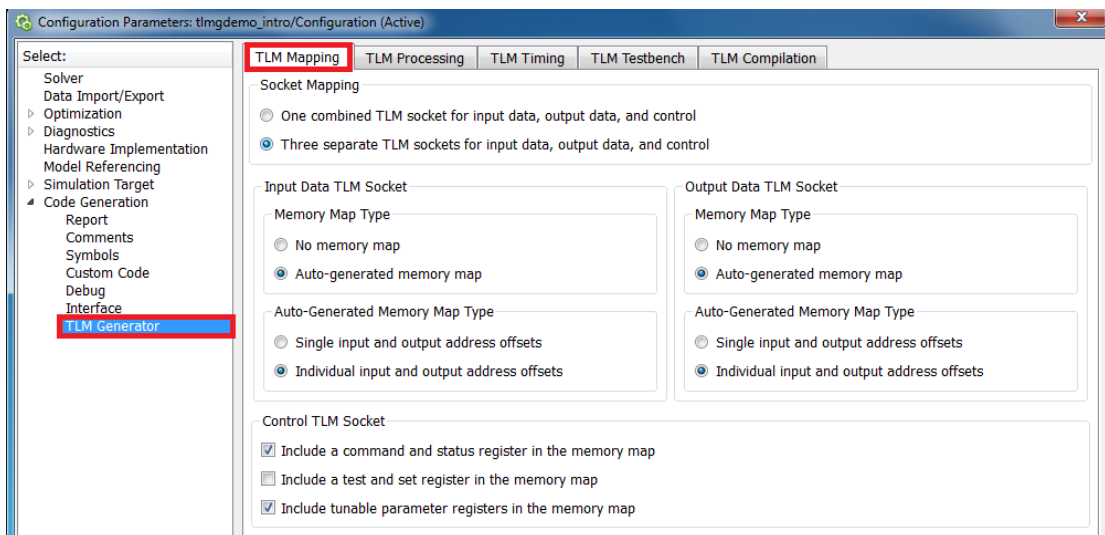 Configuration Parameters: tlmgdemo_intro/Configuration (Active)
Select:
Solver
Data Import/Export
Optimization
Diagnostics
Hardware Implementation
Model Referencing
Simulation Target
Code Generation
Report
Comments
Symbols
Custom Code
Debug
Interface
TLM Generator
TLM Mapping TLM Processing TLM Timing TLM Testbench TLM Compilation
Socket Mapping
One combined TLM socket for input data, output data, and control
Three separate TLM sockets for input data, output data, and control
Input Data TLM Socket
Memory Map Type
No memory map
Auto-generated memory map
Auto-Generated Memory Map Type
Single input and output address offsets
Individual input and output address offsets
Output Data TLM Socket
Memory Map Type
No memory map
Auto-generated memory map
Auto-Generated Memory Map Type
Single input and output address offsets
Individual input and output address offsets
Control TLM Socket
Include a command and status register in the memory map
Include a test and set register in the memory map
Include tunable parameter registers in the memory map